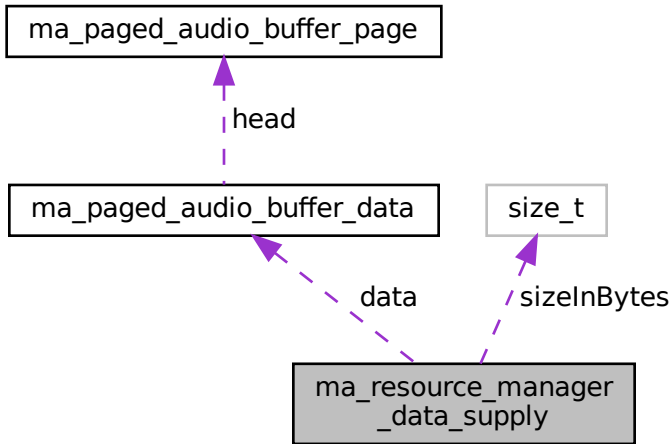 ma_paged_audio_buffer_page
head
ma_paged_audio_buffer_data
size_t
data
sizeInBytes
ma_resource_manager
_data_supply